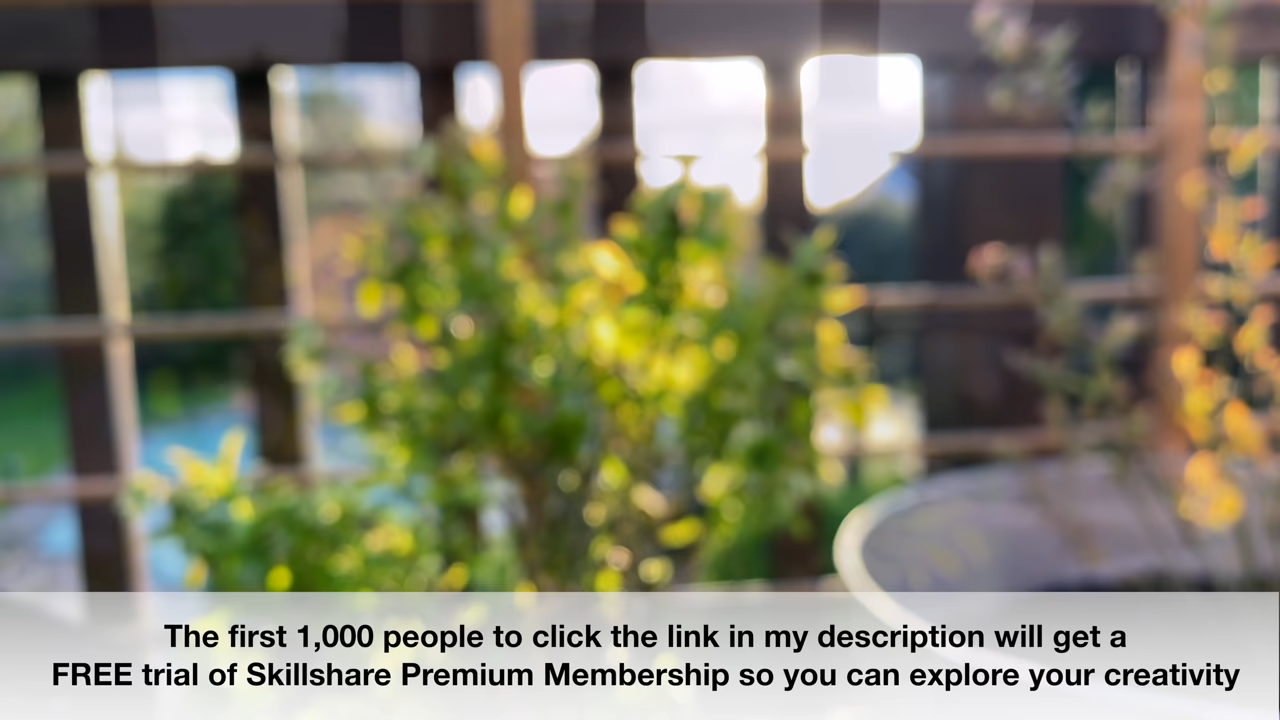 The first 1,000 people to click the link in my description will get a
FREE trial of Skillshare Premium Membership so you can explore your creativity